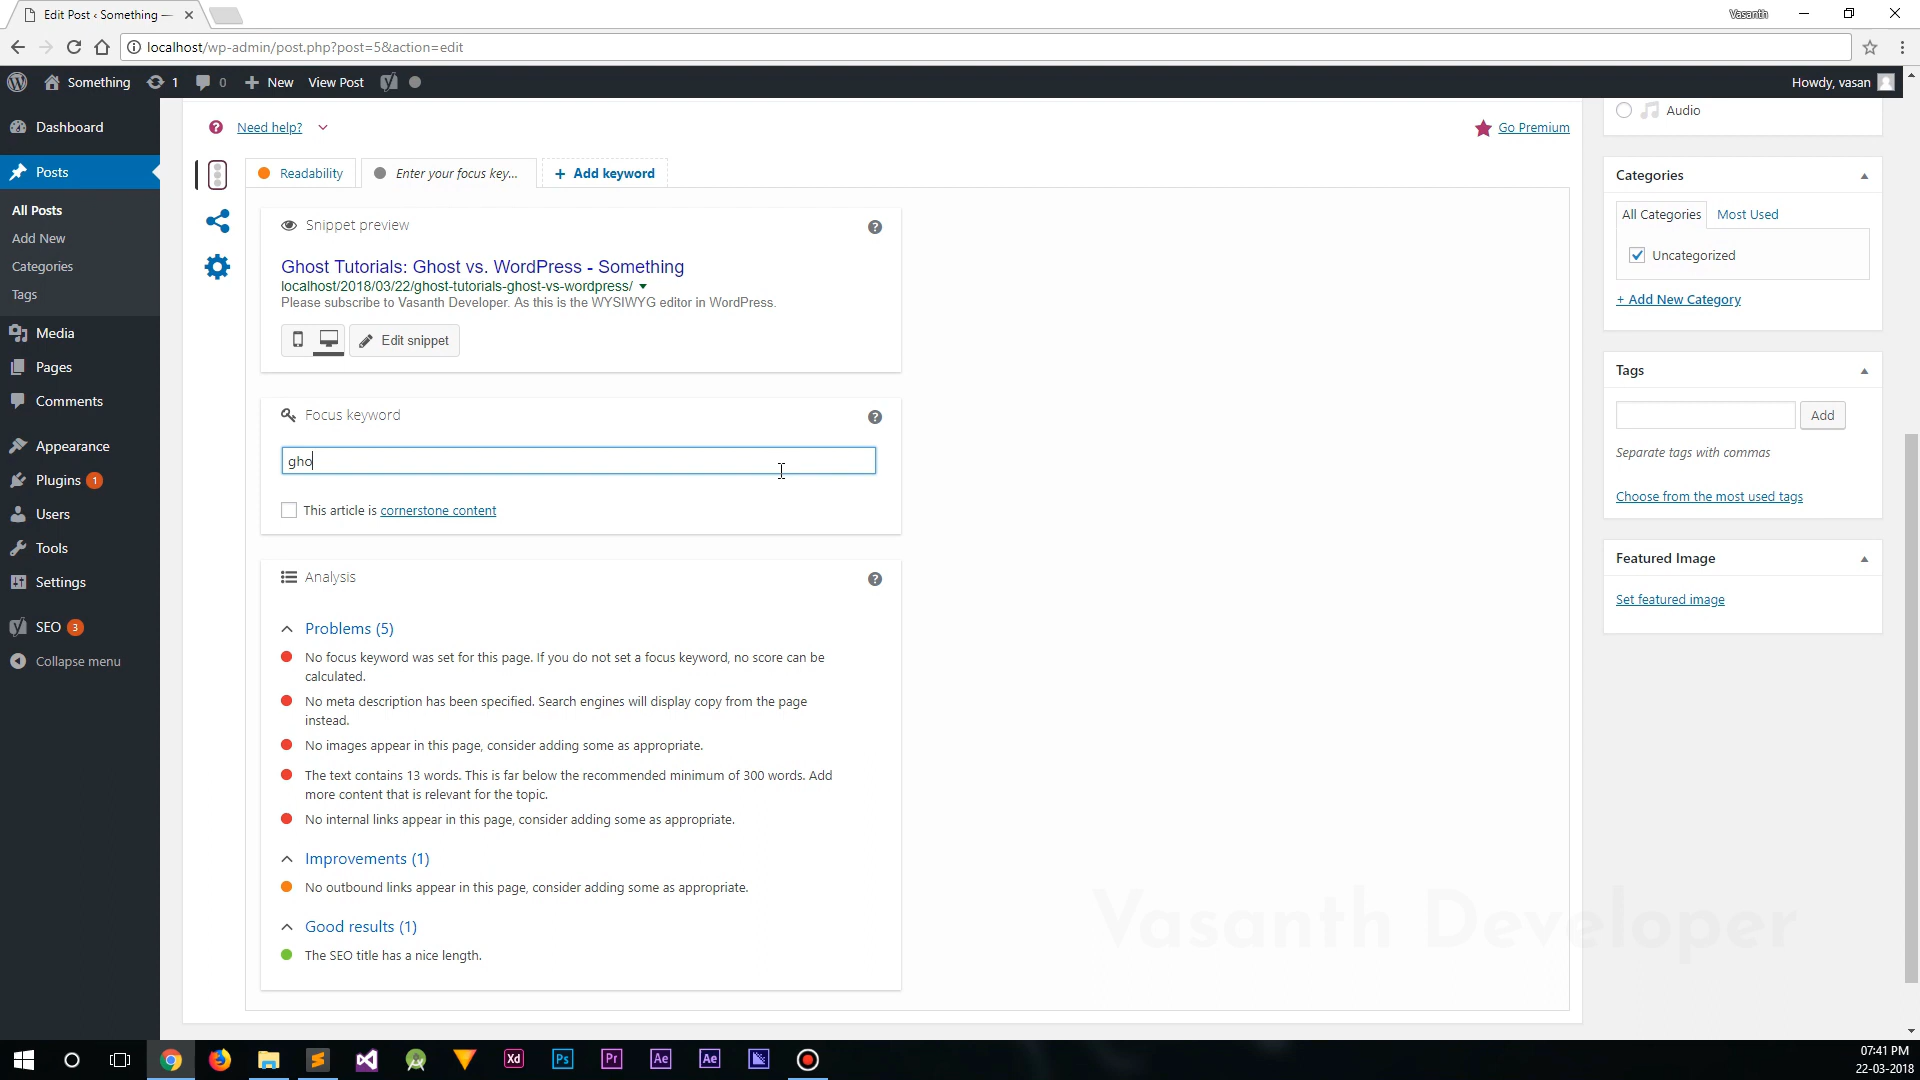 Edit Post ‹ Something —
Vasanth
localhost/wp-admin/post.php?post=5&action=edit
Something
1
0
New
View Post
Howdy, vasan
Dashboard
Posts
All Posts
Add New
Categories
Tags
Media
Pages
Comments
Appearance
Plugins 1
Users
Tools
Settings
SEO 3
Collapse menu
Need help?
Go Premium
Readability
Enter your focus key...
+ Add keyword
Snippet preview
Ghost Tutorials: Ghost vs. WordPress - Something
localhost/2018/03/22/ghost-tutorials-ghost-vs-wordpress/
Please subscribe to Vasanth Developer. As this is the WYSIWYG editor in WordPress.
Edit snippet
Focus keyword
gho
This article is cornerstone content
Analysis
Problems (5)
No focus keyword was set for this page. If you do not set a focus keyword, no score can be
calculated.
No meta description has been specified. Search engines will display copy from the page
instead.
No images appear in this page, consider adding some as appropriate.
The text contains 13 words. This is far below the recommended minimum of 300 words. Add
more content that is relevant for the topic.
No internal links appear in this page, consider adding some as appropriate.
Improvements (1)
No outbound links appear in this page, consider adding some as appropriate.
Good results (1)
The SEO title has a nice length.
Audio
Categories
All Categories
Most Used
Uncategorized
+ Add New Category
Tags
Add
Separate tags with commas
Choose from the most used tags
Featured Image
Set featured image
Vasanth Developer
Xd
Ps
Pr
Ae
Ae
07:41 PM
22-03-2018